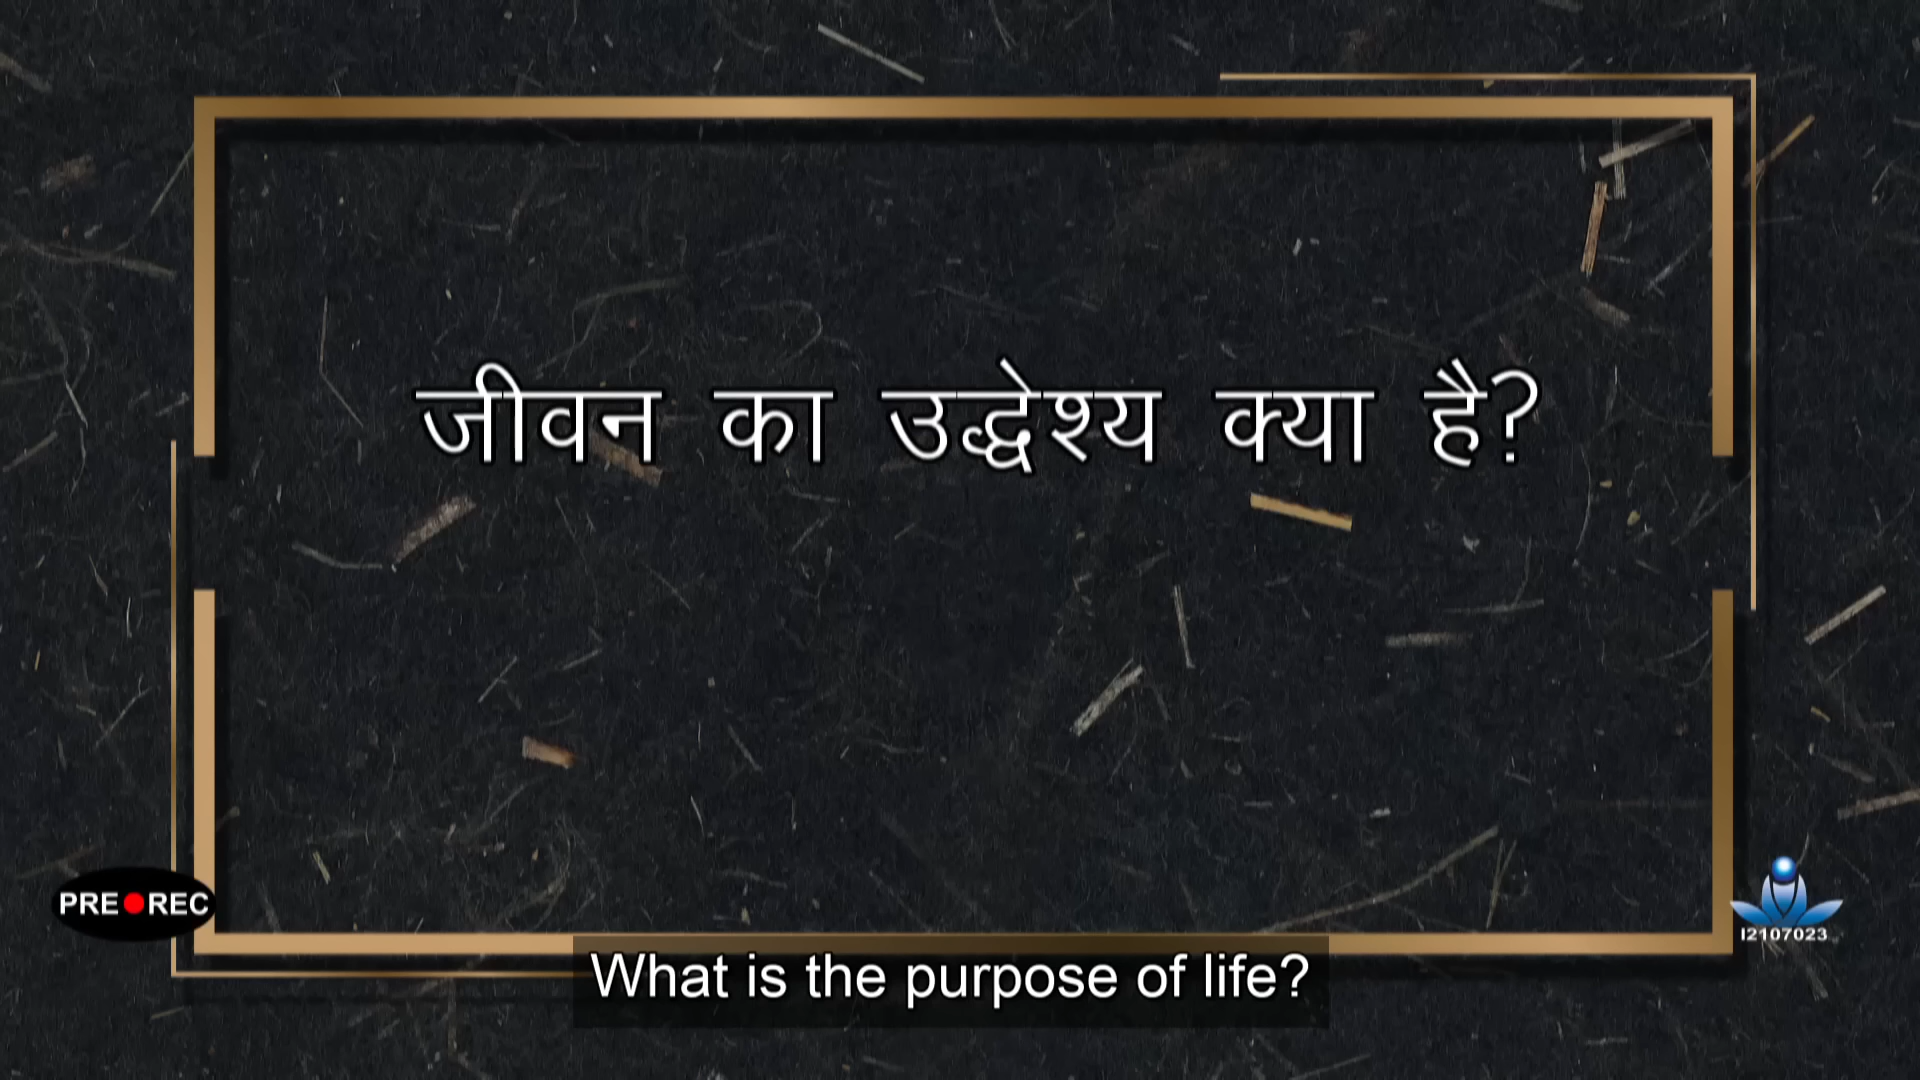 जीवन का उद्धेश्य क्या है?
PRE REC
I2107023
What is the purpose of life?